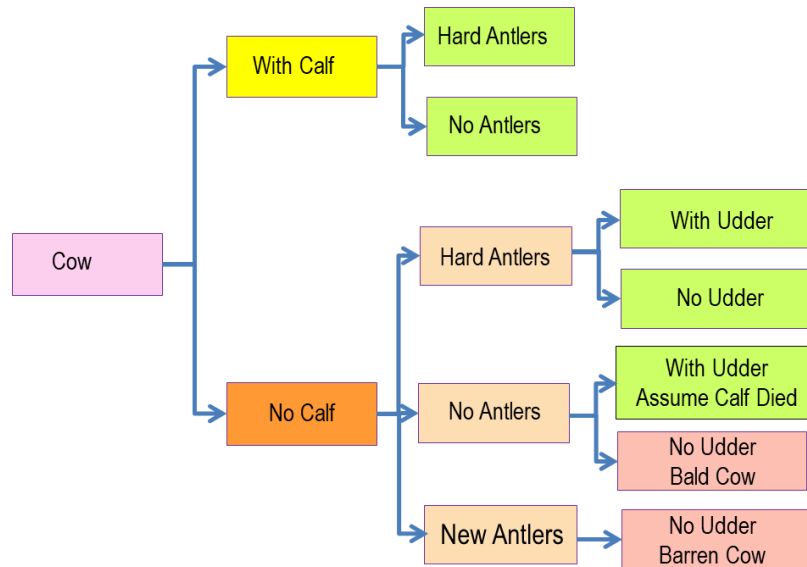 Cow
With Calf
Hard Antlers
No Antlers
No Calf
Hard Antlers
With Udder
No Udder
No Antlers
With Udder
Assume Calf Died
No Udder
Bald Cow
New Antlers
No Udder
Barren Cow